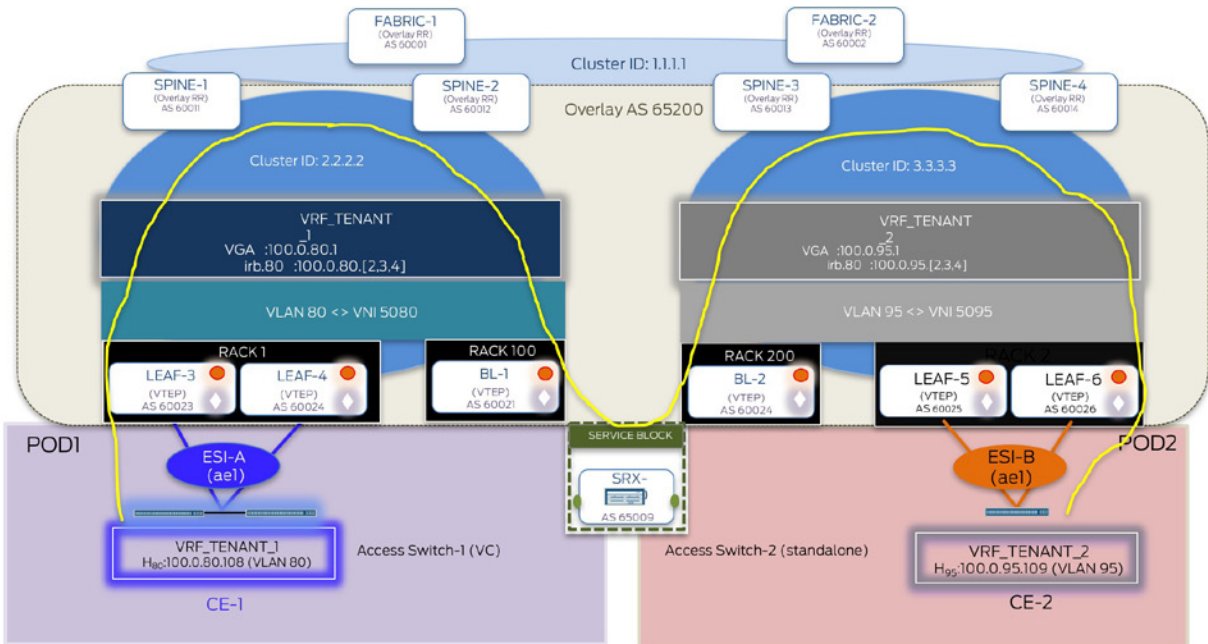 FABRIC-1
(Overlay RR)
AS 60001
FABRIC-2
(Overlay RR)
AS 60002
Cluster ID: 1.1.1.1
SPINE-1
(Overlay RR)
AS 60011
SPINE-2
(Overlay RR)
AS 60012
Overlay AS 65200
SPINE-3
(Overlay RR)
AS 60013
SPINE-4
(Overlay RR)
AS 60014
Cluster ID: 2.2.2.2
Cluster ID: 3.3.3.3
VRF_TENANT
_1
VGA :100.0.80.1
irb.80 :100.0.80.[2,3,4]
VRF_TENANT
_2
VGA :100.0.95.1
irb.80 :100.0.95.[2,3,4]
VLAN 80 <> VNI 5080
VLAN 95 <> VNI 5095
RACK 1
LEAF-3
(VTEP)
AS 60023
LEAF-4
(VTEP)
AS 60024
RACK 100
BL-1
(VTEP)
AS 60021
RACK 200
BL-2
(VTEP)
AS 60024
RACK 2
LEAF-5
(VTEP)
AS 60025
LEAF-6
(VTEP)
AS 60026
POD1
POD2
SERVICE BLOCK
SRX-
AS 65009
ESI-A
(ae1)
ESI-B
(ae1)
VRF_TENANT_1
H80:100.0.80.108 (VLAN 80)
Access Switch-1 (VC)
CE-1
Access Switch-2 (standalone)
VRF_TENANT_2
H95:100.0.95.109 (VLAN 95)
CE-2